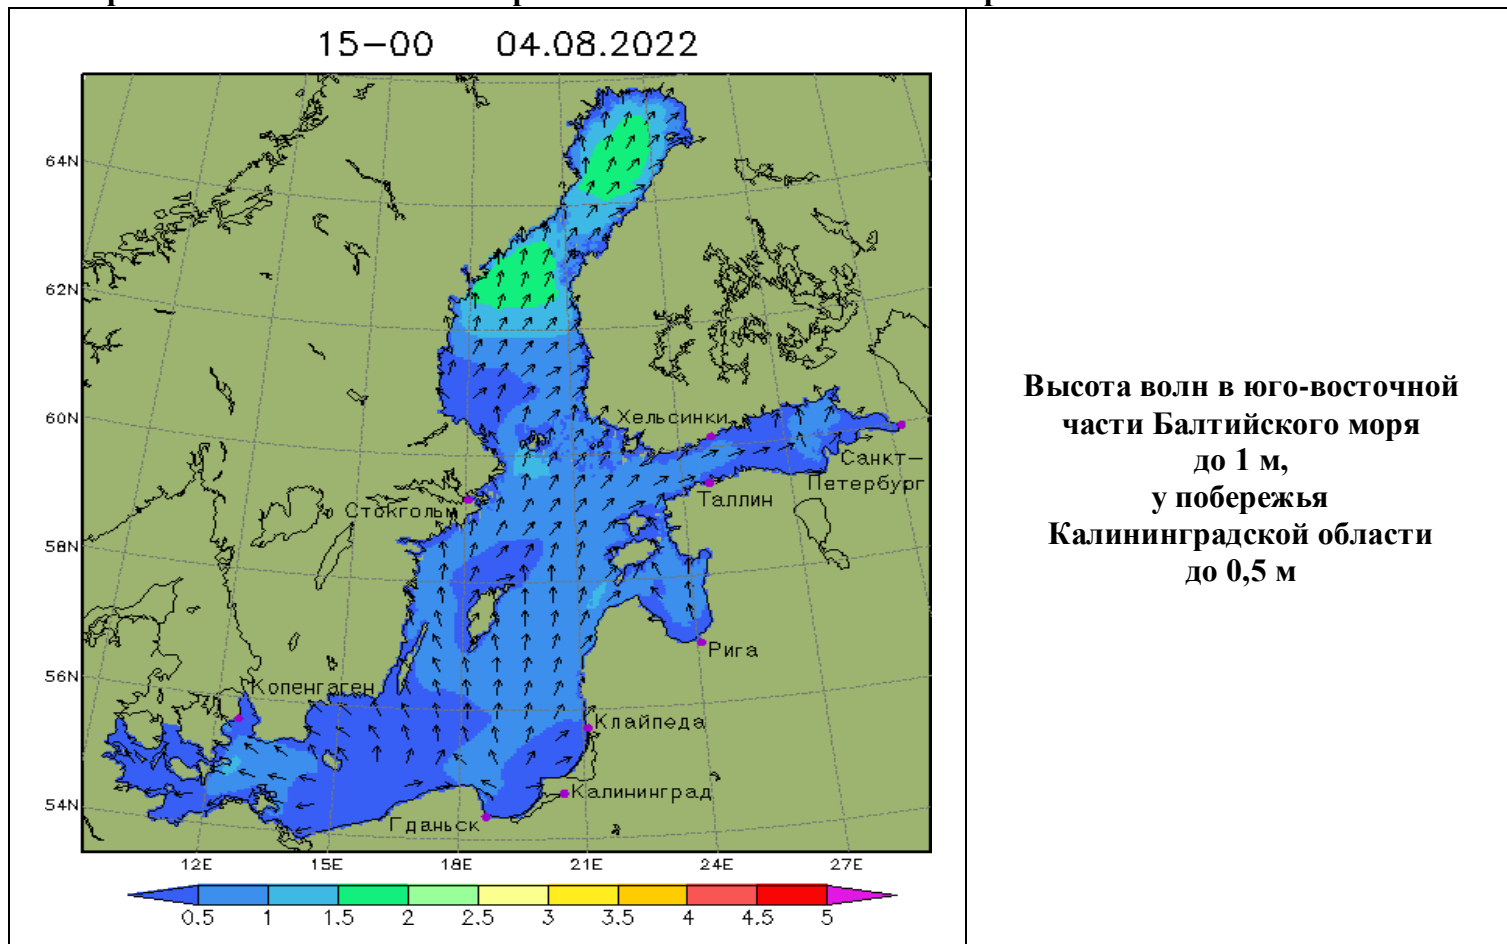 15-00 04.08.2022
64N
62N
60N
58N
56N
54N
Хельсинки
Санкт-
Петербург
Таллин
Стокгольм
Рига
Копенгаген
Клайпеда
Калининград
Гданьск
12E 15E 18E 21E 24E 27E
0.5 1 1.5 2 2.5 3 3.5 4 4.5 5
Высота волн в юго-восточной
части Балтийского моря
до 1 м,
у побережья
Калининградской области
до 0,5 м